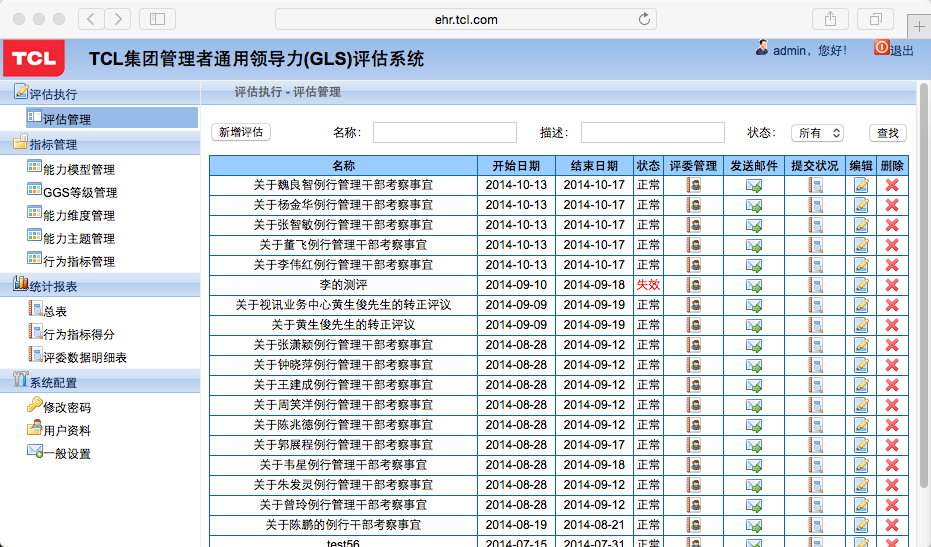 ehr.tcl.com
TCL
TCL集团管理者通用领导力(GLS)评估系统
admin，您好！ 退出
评估执行
评估管理
指标管理
能力模型管理
GGS等级管理
能力维度管理
能力主题管理
行为指标管理
统计报表
总表
行为指标得分
评委数据明细表
系统配置
修改密码
用户资料
一般设置
评估执行 - 评估管理
新增评估 名称： 描述： 状态： 所有 查找
名称 开始日期 结束日期 状态 评委管理 发送邮件 提交状况 编辑 删除
关于魏良智例行管理干部考察事宜 2014-10-13 2014-10-17 正常
关于杨金华例行管理干部考察事宜 2014-10-13 2014-10-17 正常
关于张智敏例行管理干部考察事宜 2014-10-13 2014-10-17 正常
关于董飞例行管理干部考察事宜 2014-10-13 2014-10-17 正常
关于李伟红例行管理干部考察事宜 2014-10-13 2014-10-17 正常
李的测评 2014-09-10 2014-09-18 失效
关于视讯业务中心黄生俊先生的转正评议 2014-09-09 2014-09-19 正常
关于黄生俊先生的转正评议 2014-09-09 2014-09-19 正常
关于张潇颖例行管理干部考察事宜 2014-08-28 2014-09-12 正常
关于钟晓萍例行管理干部考察事宜 2014-08-28 2014-09-12 正常
关于王建成例行管理干部考察事宜 2014-08-28 2014-09-12 正常
关于周笑洋例行管理干部考察事宜 2014-08-28 2014-09-12 正常
关于陈兆德例行管理干部考察事宜 2014-08-28 2014-09-12 正常
关于郭展程例行管理干部考察事宜 2014-08-28 2014-09-17 正常
关于韦星例行管理干部考察事宜 2014-08-28 2014-09-18 正常
关于朱发灵例行管理干部考察事宜 2014-08-28 2014-09-12 正常
关于曾玲例行管理干部考察事宜 2014-08-28 2014-09-12 正常
关于陈鹏的例行干部考察事宜 2014-08-19 2014-08-21 正常
test56 2014-07-15 2014-07-31 正常